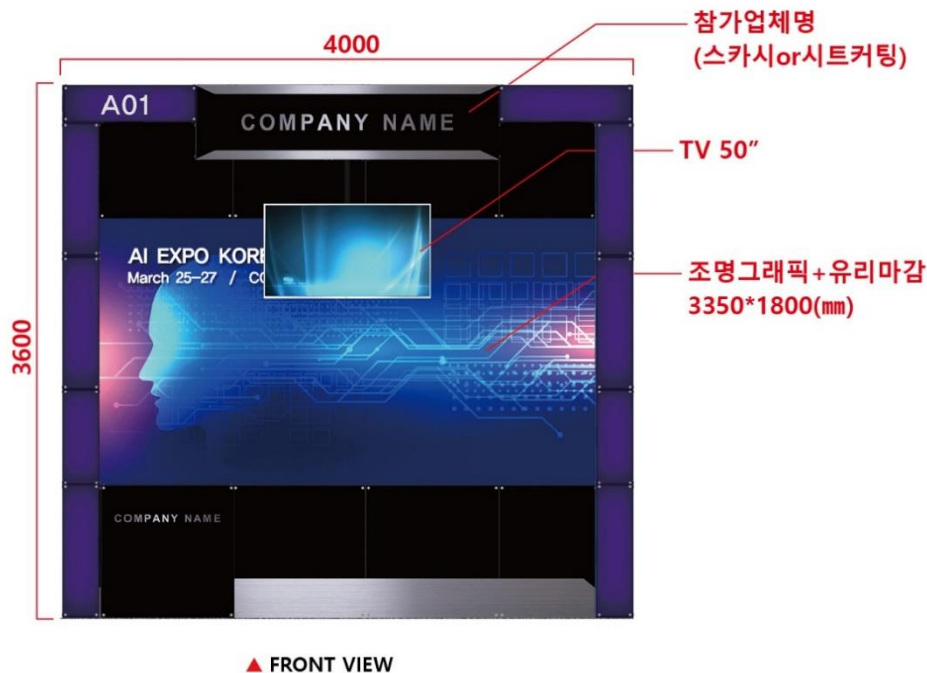 참가업체명
(스카시or시트커팅)
4000
A01
COMPANY NAME
TV 50”
AI EXPO KORE
March 25-27 / CO
조명그래픽+유리마감
3350*1800(㎜)
3600
COMPANY NAME
▲ FRONT VIEW